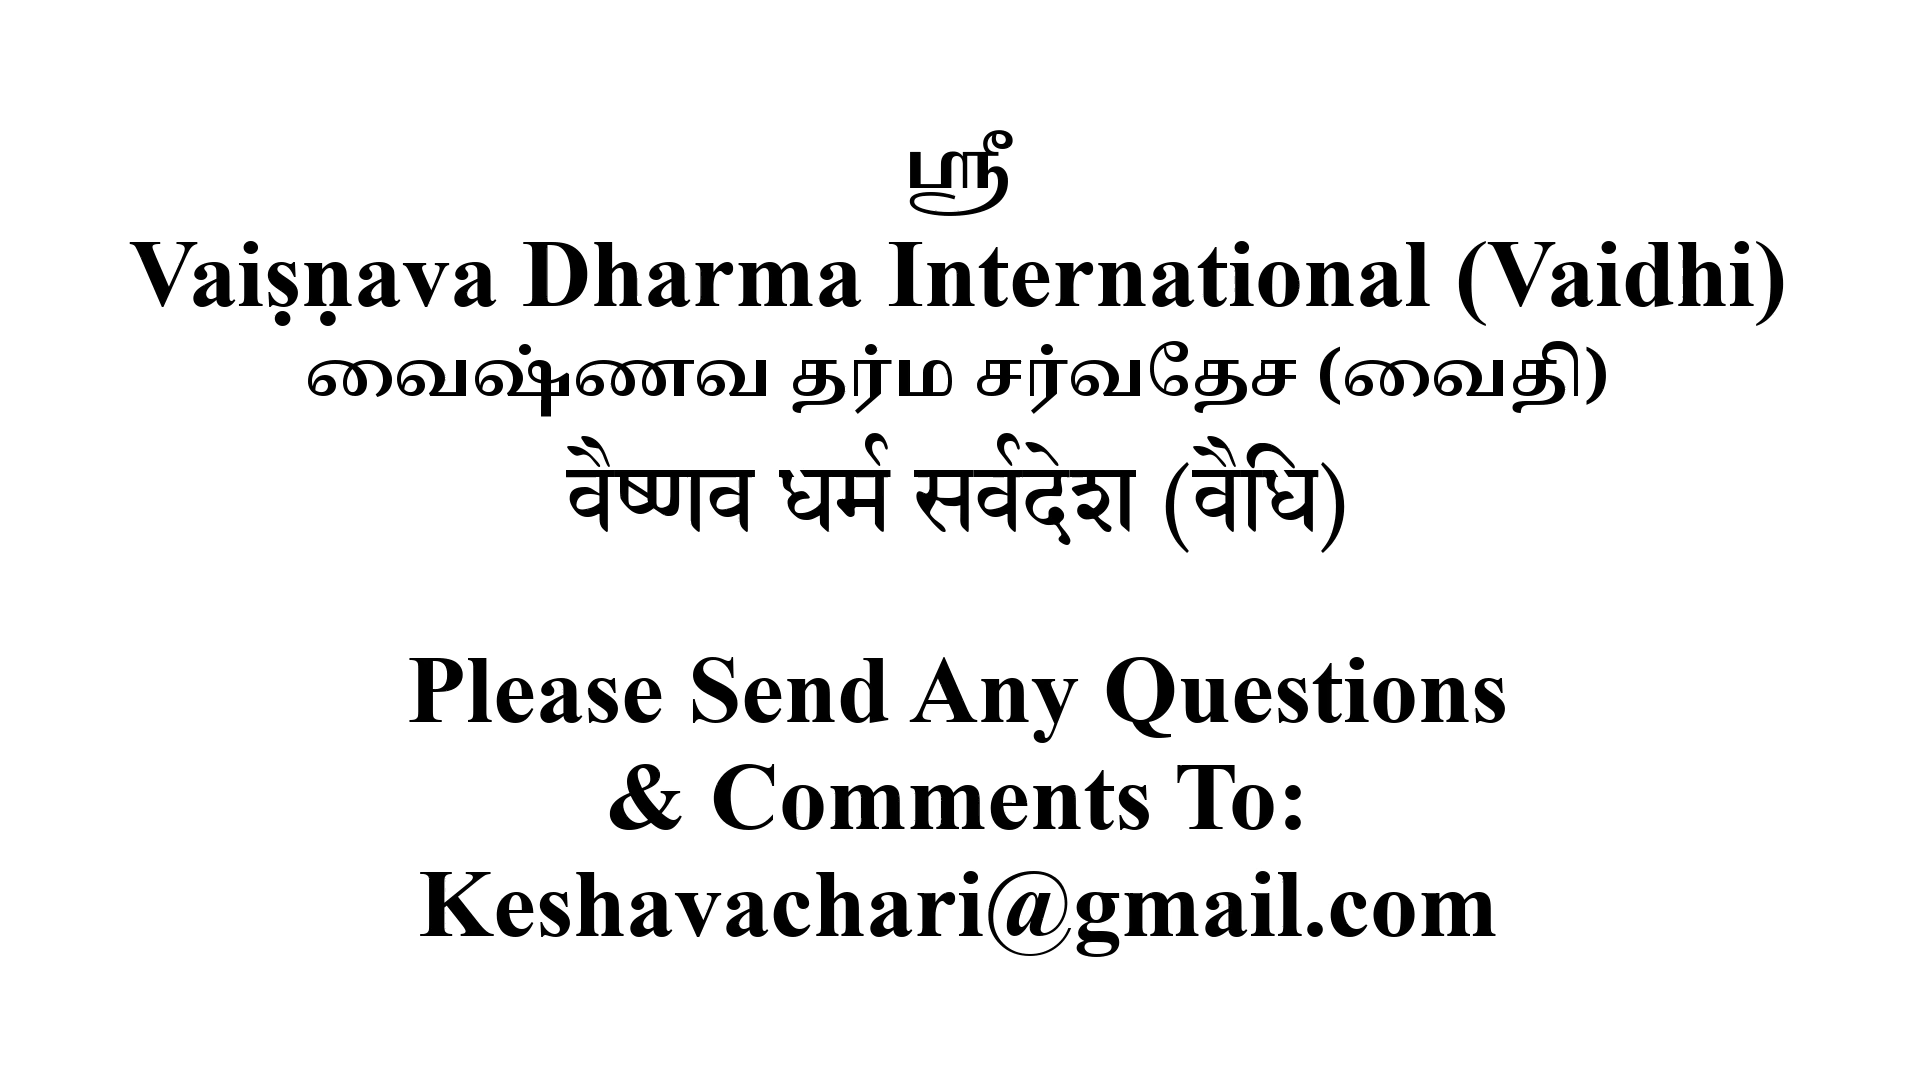 ஸ்ரீ
Vaiṣṇava Dharma International (Vaidhi)
வைஷ்ணவ தர்ம சர்வதேச (வைதி)
वैष्णव धर्म सर्वदेश (वैधि)
Please Send Any Questions
& Comments To:
Keshavachari@gmail.com